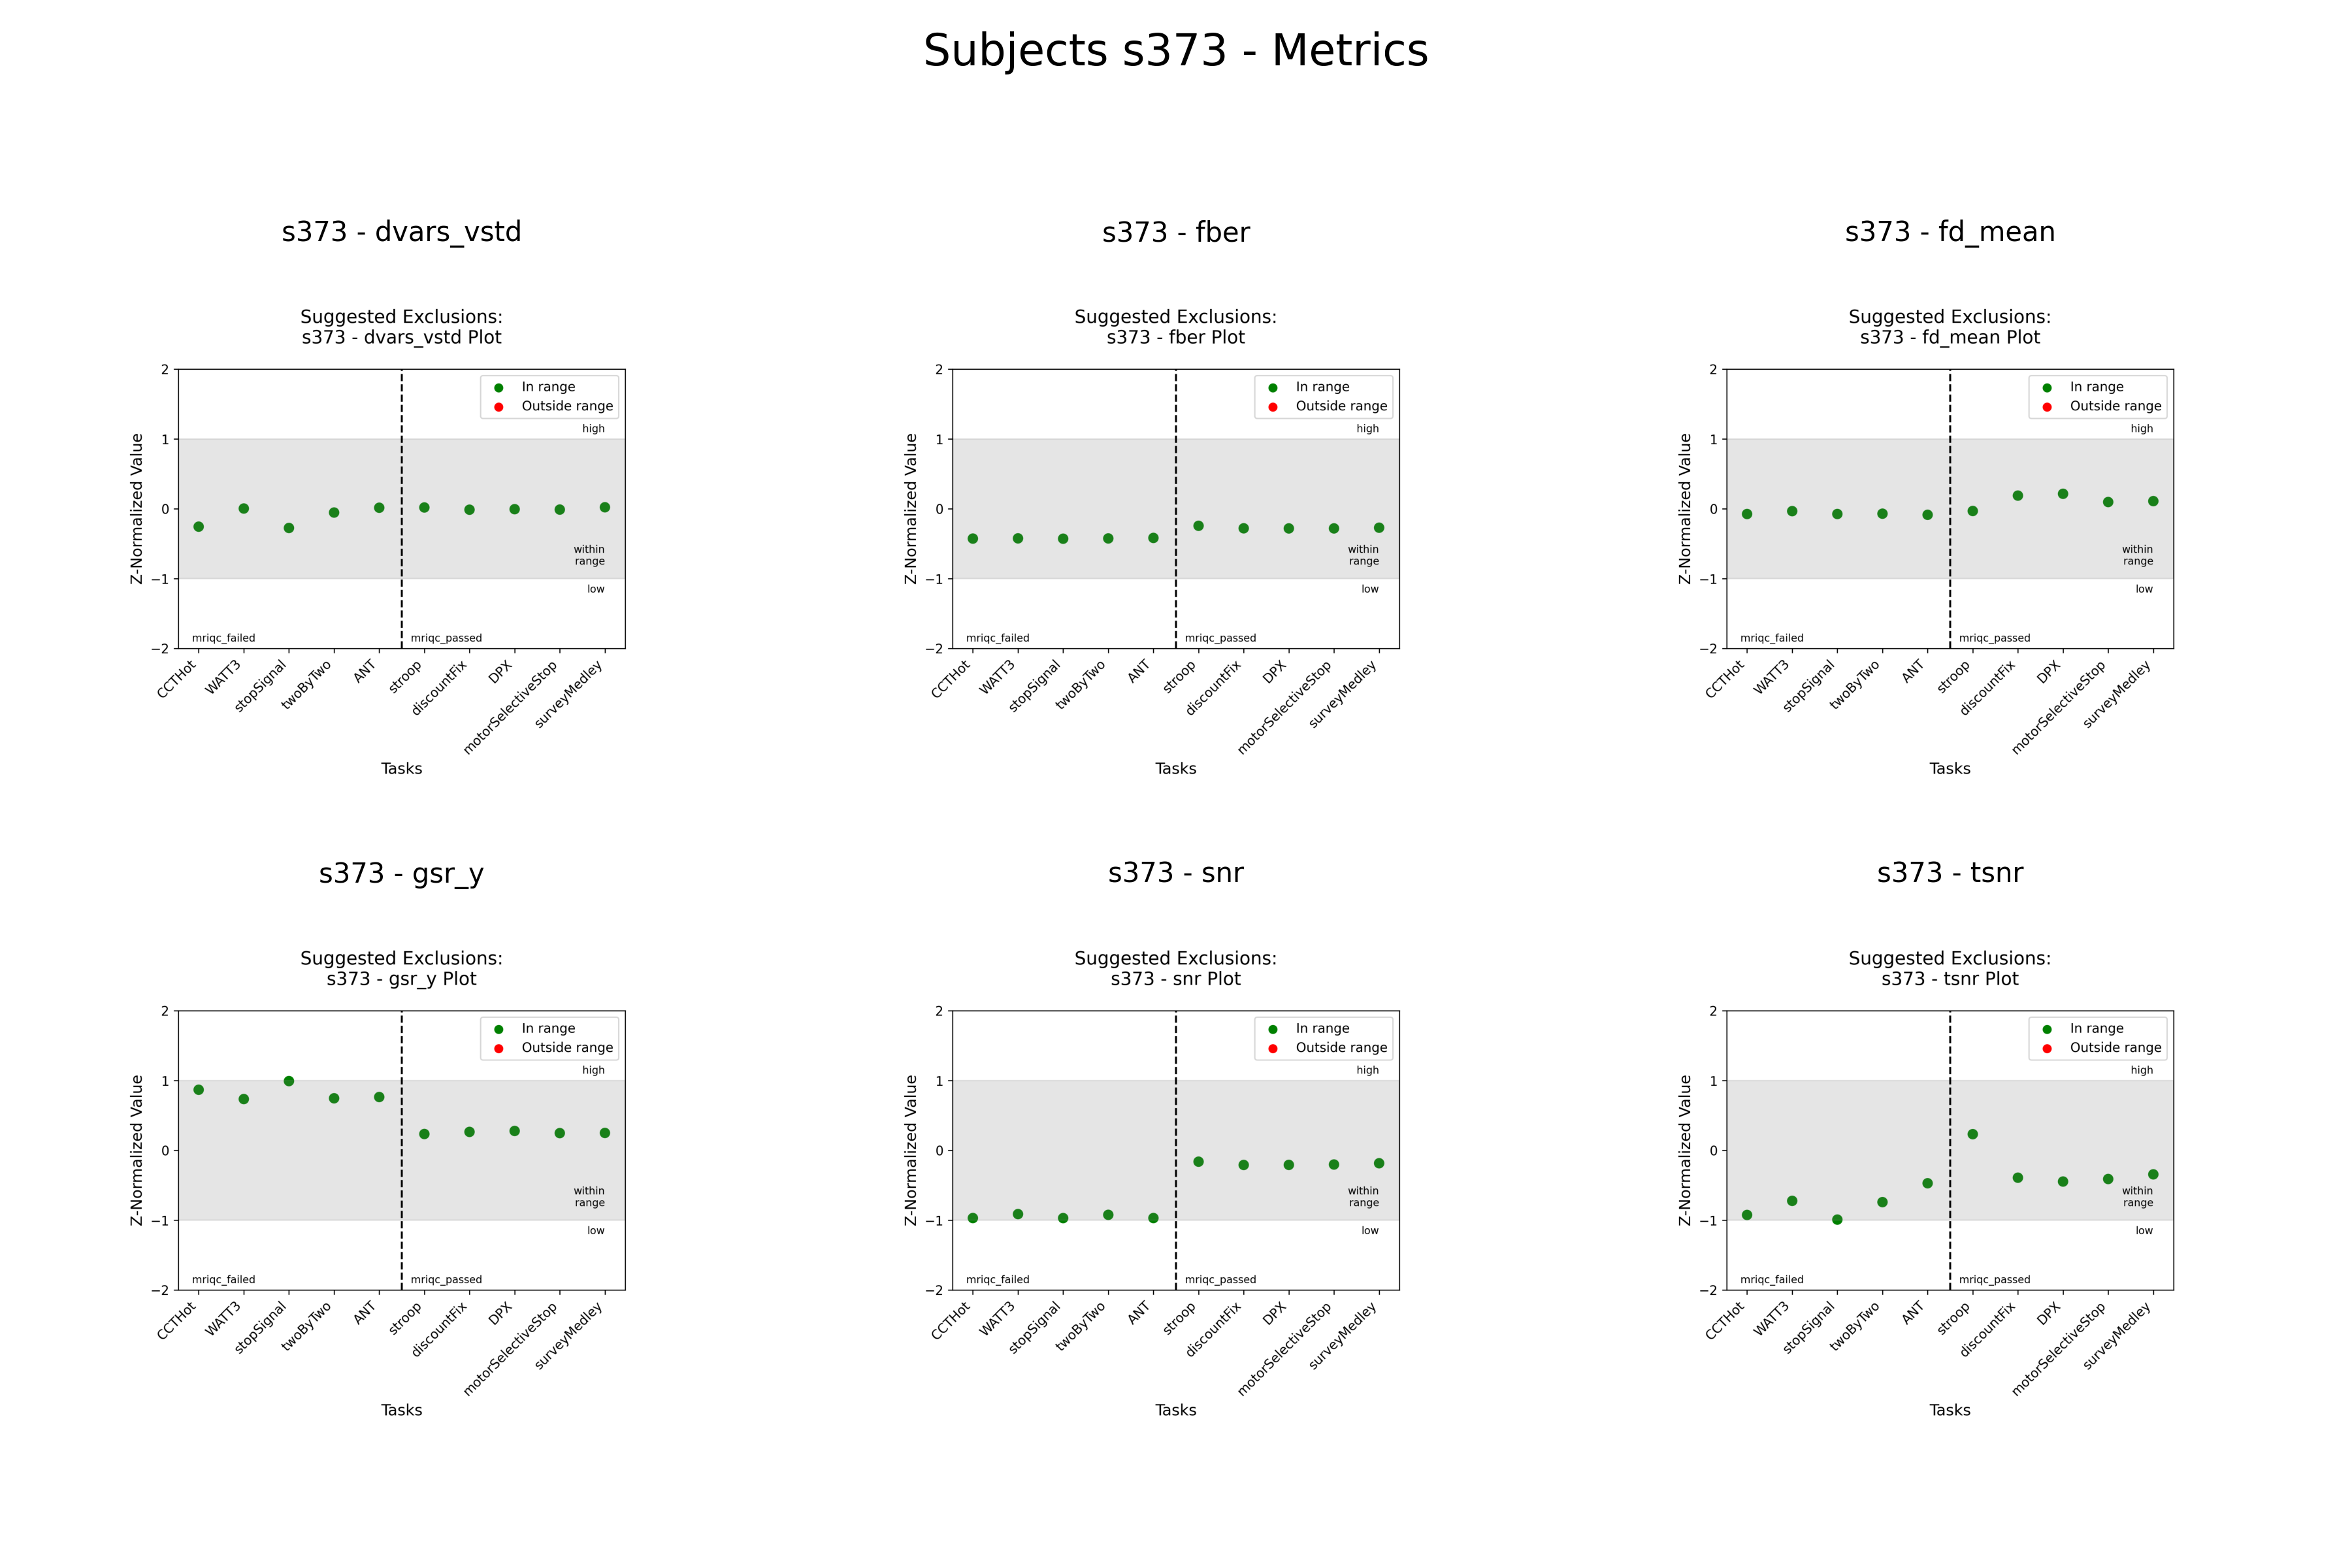 Subjects s373 - Metrics
s373 - dvars_vstd
Suggested Exclusions:
s373 - dvars_vstd Plot
2
1
0
−1
−2
Z-Normalized Value
In range
Outside range
high
within
range
low
mriqc_failed
mriqc_passed
CCTHot
WATT3
stopSignal
twoByTwo
ANT
stroop
discountFix
DPX
motorSelectiveStop
surveyMedley
Tasks
s373 - fber
Suggested Exclusions:
s373 - fber Plot
2
1
0
−1
−2
Z-Normalized Value
In range
Outside range
high
within
range
low
mriqc_failed
mriqc_passed
CCTHot
WATT3
stopSignal
twoByTwo
ANT
stroop
discountFix
DPX
motorSelectiveStop
surveyMedley
Tasks
s373 - fd_mean
Suggested Exclusions:
s373 - fd_mean Plot
2
1
0
−1
−2
Z-Normalized Value
In range
Outside range
high
within
range
low
mriqc_failed
mriqc_passed
CCTHot
WATT3
stopSignal
twoByTwo
ANT
stroop
discountFix
DPX
motorSelectiveStop
surveyMedley
Tasks
s373 - gsr_y
Suggested Exclusions:
s373 - gsr_y Plot
2
1
0
−1
−2
Z-Normalized Value
In range
Outside range
high
within
range
low
mriqc_failed
mriqc_passed
CCTHot
WATT3
stopSignal
twoByTwo
ANT
stroop
discountFix
DPX
motorSelectiveStop
surveyMedley
Tasks
s373 - snr
Suggested Exclusions:
s373 - snr Plot
2
1
0
−1
−2
Z-Normalized Value
In range
Outside range
high
within
range
low
mriqc_failed
mriqc_passed
CCTHot
WATT3
stopSignal
twoByTwo
ANT
stroop
discountFix
DPX
motorSelectiveStop
surveyMedley
Tasks
s373 - tsnr
Suggested Exclusions:
s373 - tsnr Plot
2
1
0
−1
−2
Z-Normalized Value
In range
Outside range
high
within
range
low
mriqc_failed
mriqc_passed
CCTHot
WATT3
stopSignal
twoByTwo
ANT
stroop
discountFix
DPX
motorSelectiveStop
surveyMedley
Tasks